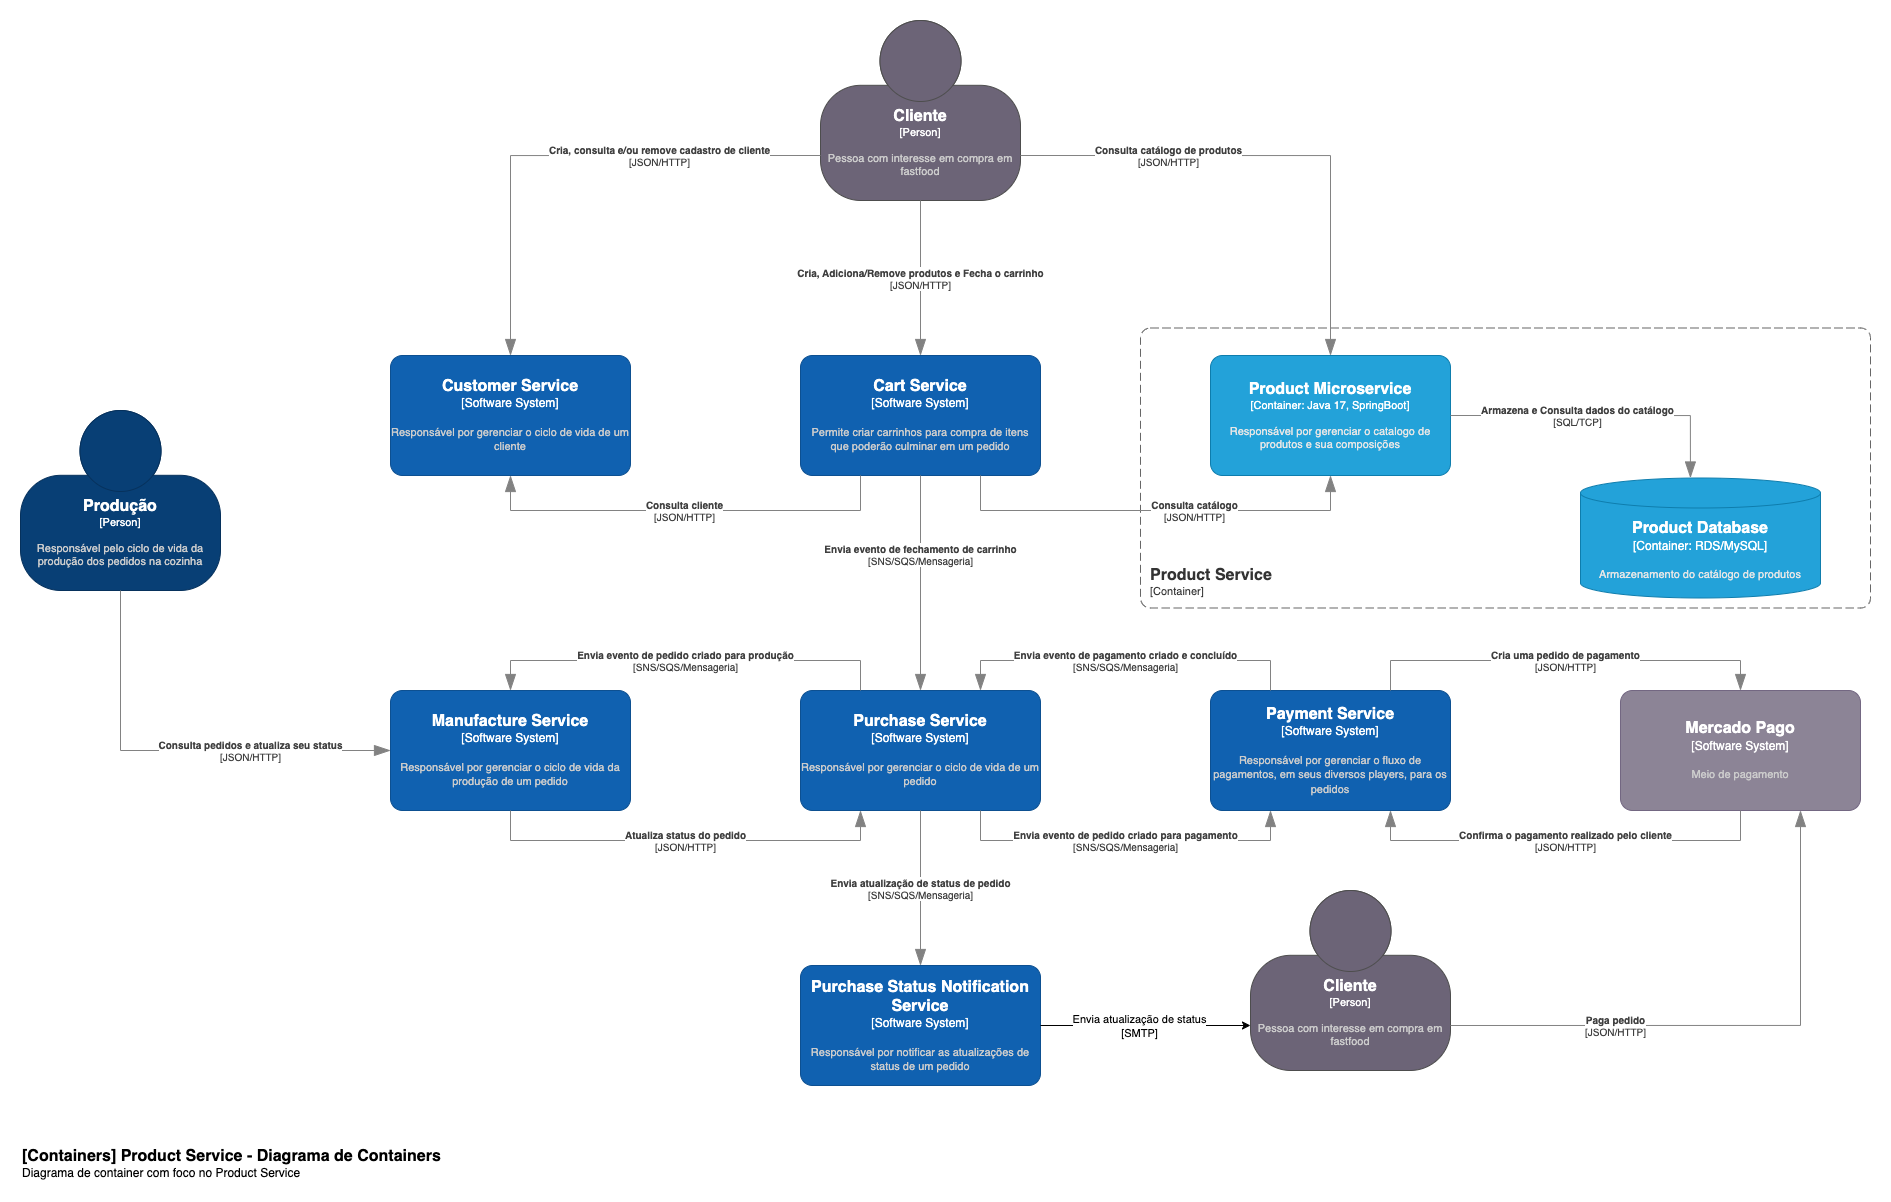 Cliente
[Person]
Pessoa com interesse em compra em
fastfood
Cria, consulta e/ou remove cadastro de cliente
[JSON/HTTP]
Consulta catálogo de produtos
[JSON/HTTP]
Cria, Adiciona/Remove produtos e Fecha o carrinho
[JSON/HTTP]
Customer Service
[Software System]
Responsável por gerenciar o ciclo de vida de um
cliente
Cart Service
[Software System]
Permite criar carrinhos para compra de itens
que poderão culminar em um pedido
Product Microservice
[Container: Java 17, SpringBoot]
Responsável por gerenciar o catalogo de
produtos e sua composições
Armazena e Consulta dados do catálogo
[SQL/TCP]
Product Database
[Container: RDS/MySQL]
Armazenamento do catálogo de produtos
Product Service
[Container]
Produção
[Person]
Responsável pelo ciclo de vida da
produção dos pedidos na cozinha
Consulta cliente
[JSON/HTTP]
Consulta catálogo
[JSON/HTTP]
Envia evento de fechamento de carrinho
[SNS/SQS/Mensageria]
Envia evento de pedido criado para produção
[SNS/SQS/Mensageria]
Envia evento de pagamento criado e concluído
[SNS/SQS/Mensageria]
Cria uma pedido de pagamento
[JSON/HTTP]
Consulta pedidos e atualiza seu status
[JSON/HTTP]
Manufacture Service
[Software System]
Responsável por gerenciar o ciclo de vida da
produção de um pedido
Purchase Service
[Software System]
Responsável por gerenciar o ciclo de vida de um
pedido
Payment Service
[Software System]
Responsável por gerenciar o fluxo de
pagamentos, em seus diversos players, para os
pedidos
Mercado Pago
[Software System]
Meio de pagamento
Atualiza status do pedido
[JSON/HTTP]
Envia evento de pedido criado para pagamento
[SNS/SQS/Mensageria]
Confirma o pagamento realizado pelo cliente
[JSON/HTTP]
Envia atualização de status de pedido
[SNS/SQS/Mensageria]
Purchase Status Notification
Service
[Software System]
Responsável por notificar as atualizações de
status de um pedido
Envia atualização de status
[SMTP]
Cliente
[Person]
Pessoa com interesse em compra em
fastfood
Paga pedido
[JSON/HTTP]
[Containers] Product Service - Diagrama de Containers
Diagrama de container com foco no Product Service